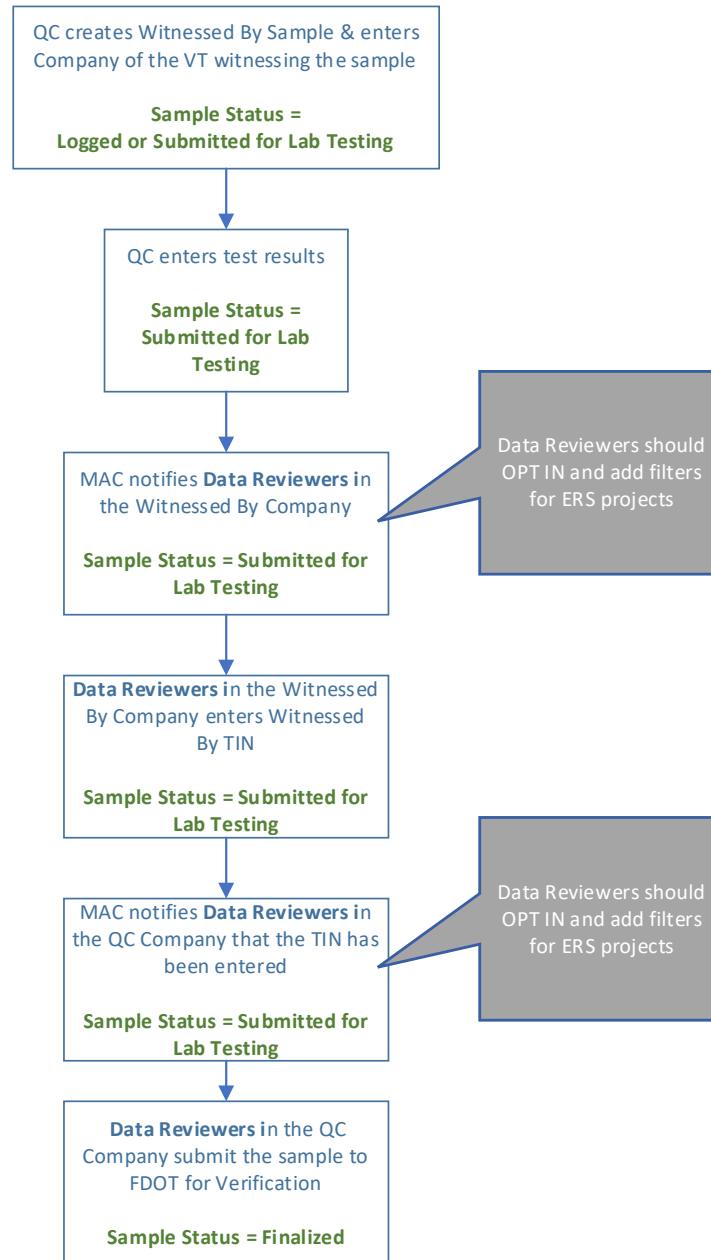 QC creates Witnessed By Sample & enters
Company of the VT witnessing the sample
Sample Status =
Logged or Submitted for Lab Testing
QC enters test results
Sample Status =
Submitted for Lab
Testing
MAC notifies Data Reviewers in
the Witnessed By Company
Sample Status = Submitted for
Lab Testing
Data Reviewers should
OPT IN and add filters
for ERS projects
Data Reviewers in the Witnessed
By Company enters Witnessed
By TIN
Sample Status = Submitted for
Lab Testing
MAC notifies Data Reviewers in
the QC Company that the TIN has
been entered
Sample Status = Submitted for
Lab Testing
Data Reviewers should
OPT IN and add filters
for ERS projects
Data Reviewers in the QC
Company submit the sample to
FDOT for Verification
Sample Status = Finalized